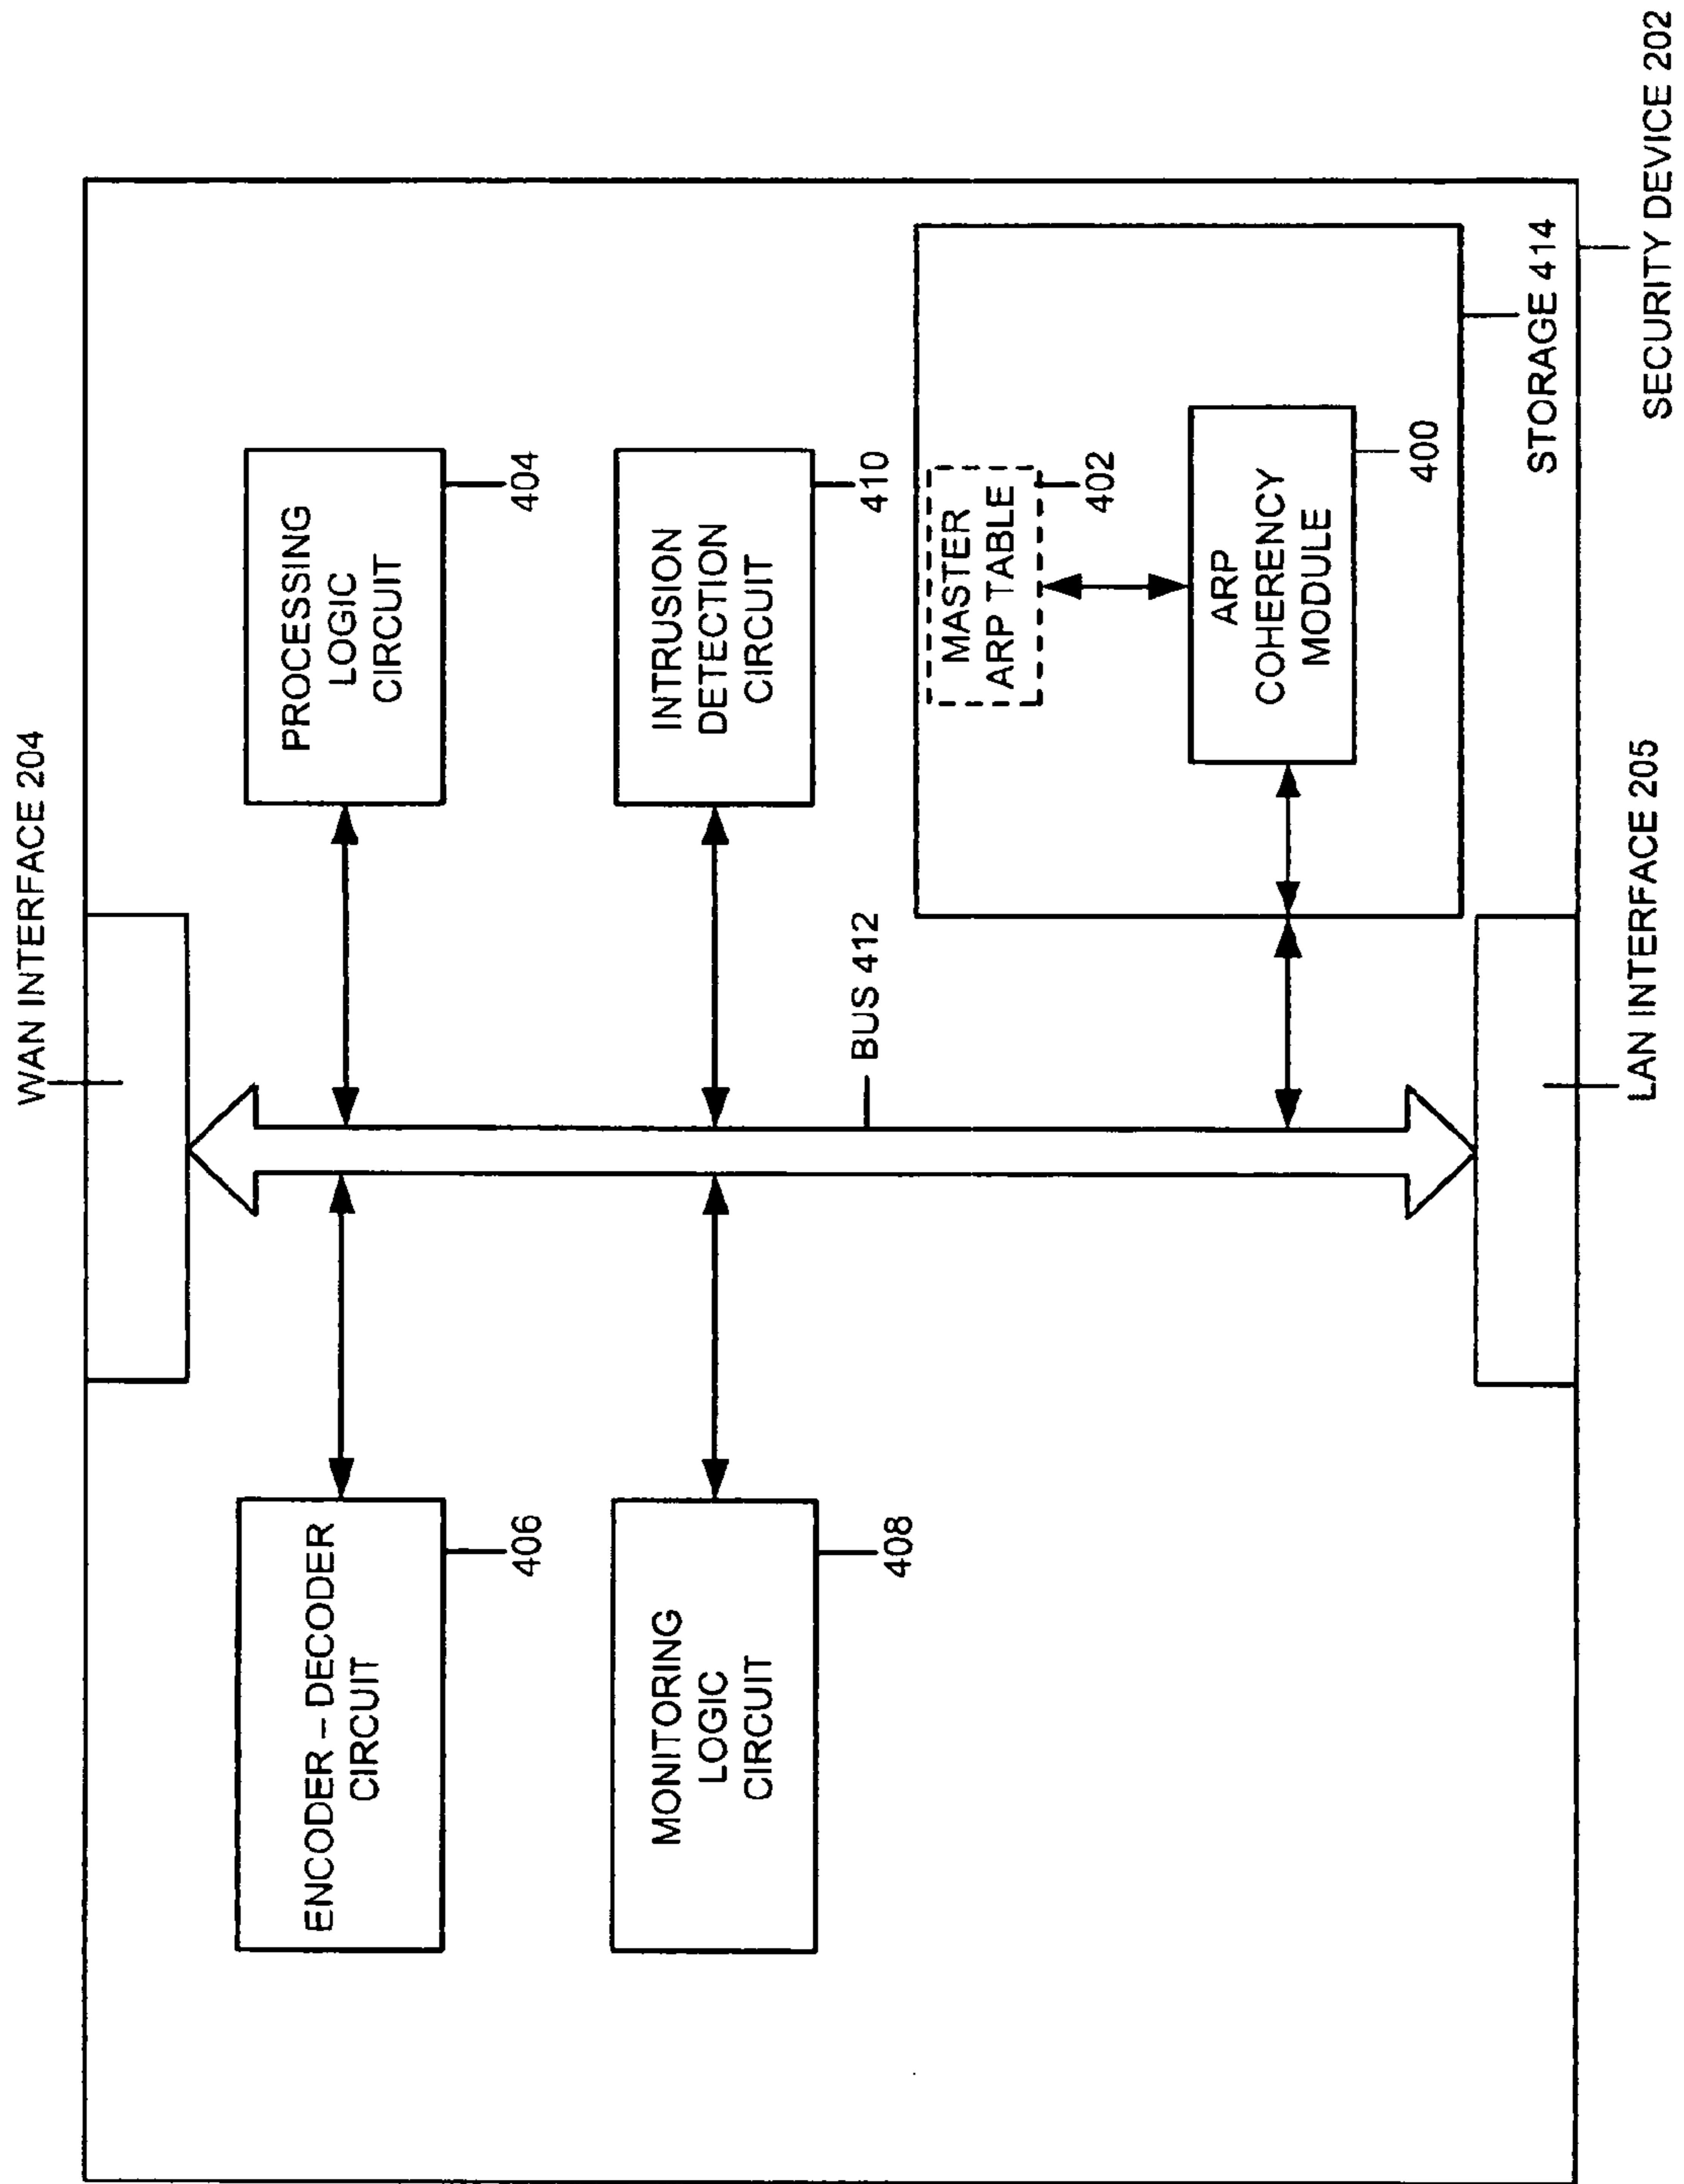 WAN INTERFACE 204
ENCODER – DECODER
CIRCUIT
406
PROCESSING
LOGIC
CIRCUIT
404
MONITORING
LOGIC
CIRCUIT
408
INTRUSION
DETECTION
CIRCUIT
410
BUS 412
MASTER
ARP TABLE
402
ARP
COHERENCY
MODULE
400
STORAGE 414
LAN INTERFACE 205
SECURITY DEVICE 202